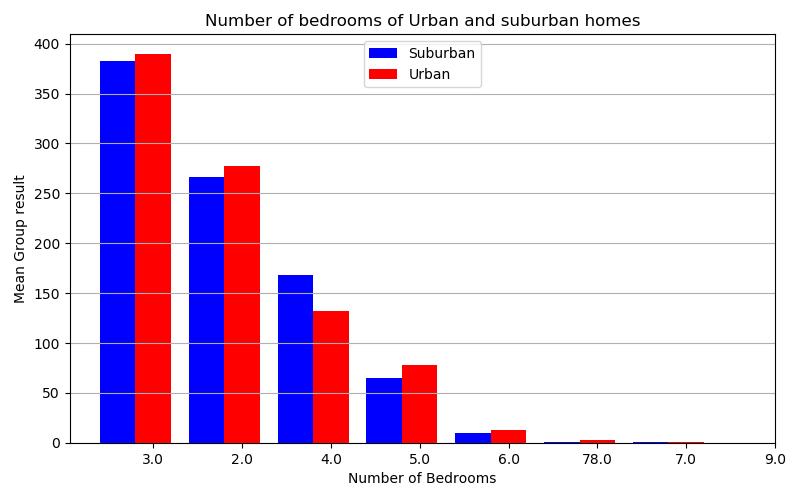 Number of bedrooms of Urban and suburban homes
Suburban
Urban
400
350
300
250
200
150
100
50
0
Mean Group result
3.0 2.0 4.0 5.0 6.0 78.0 7.0 9.0
Number of Bedrooms